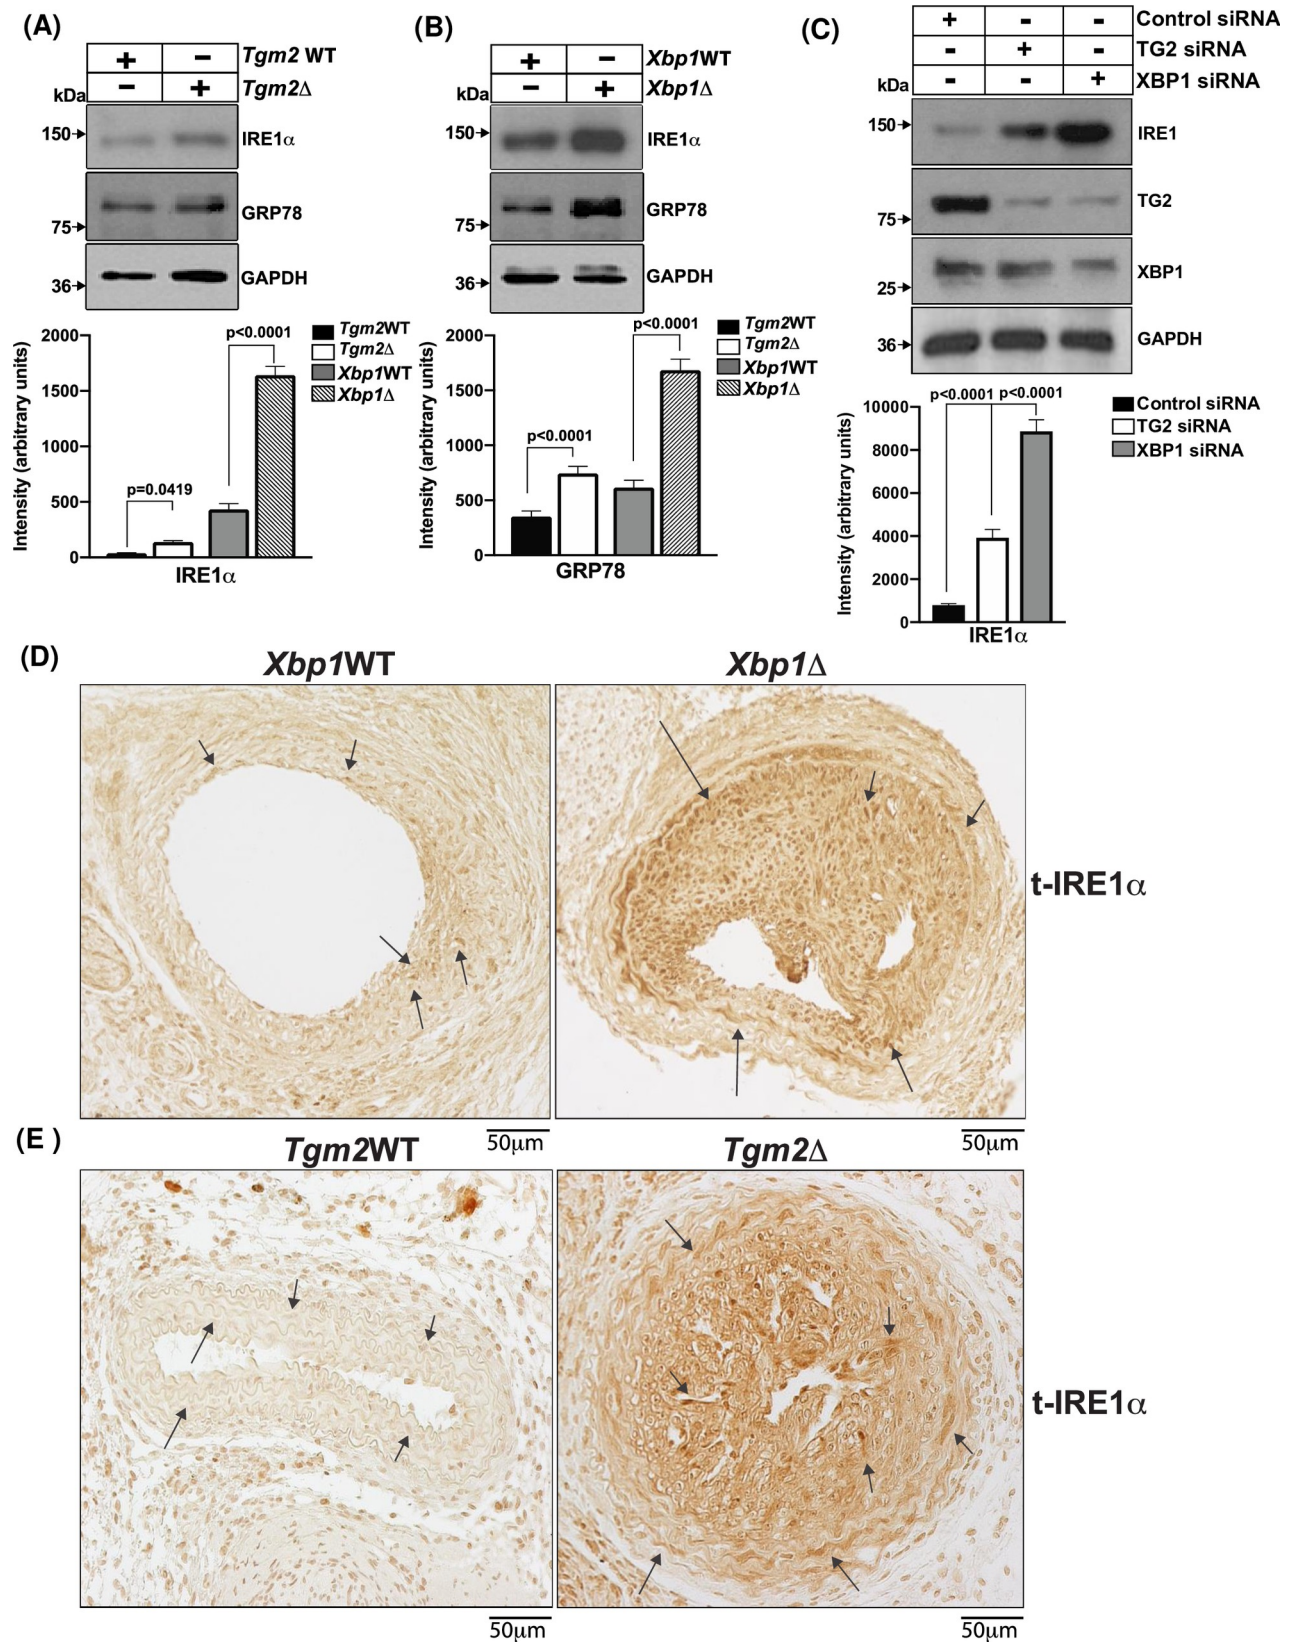 (A)
+ - Tgm2 WT
- + Tgm2Δ
kDa
150
IRE1α
GRP78
75
36
GAPDH
2000
1500
1000
500
0
Intensity (arbitrary units)
p=0.0419
p<0.0001
IRE1α
Tgm2WT
Tgm2Δ
Xbp1WT
Xbp1Δ
(B)
+ - Xbp1WT
- + Xbp1Δ
kDa
150
IRE1α
GRP78
75
36
GAPDH
2000
1500
1000
500
0
Intensity (arbitrary units)
p<0.0001
p<0.0001
GRP78
Tgm2WT
Tgm2Δ
Xbp1WT
Xbp1Δ
(C)
+ - - Control siRNA
- + - TG2 siRNA
- - + XBP1 siRNA
kDa
150
IRE1
TG2
75
XBP1
25
36
GAPDH
10000
8000
6000
4000
2000
0
Intensity (arbitrary units)
p<0.0001 p<0.0001
IRE1α
Control siRNA
TG2 siRNA
XBP1 siRNA
(D)
Xbp1WT
Xbp1Δ
t-IRE1α
50µm
50µm
(E )
Tgm2WT
Tgm2Δ
t-IRE1α
50µm
50µm